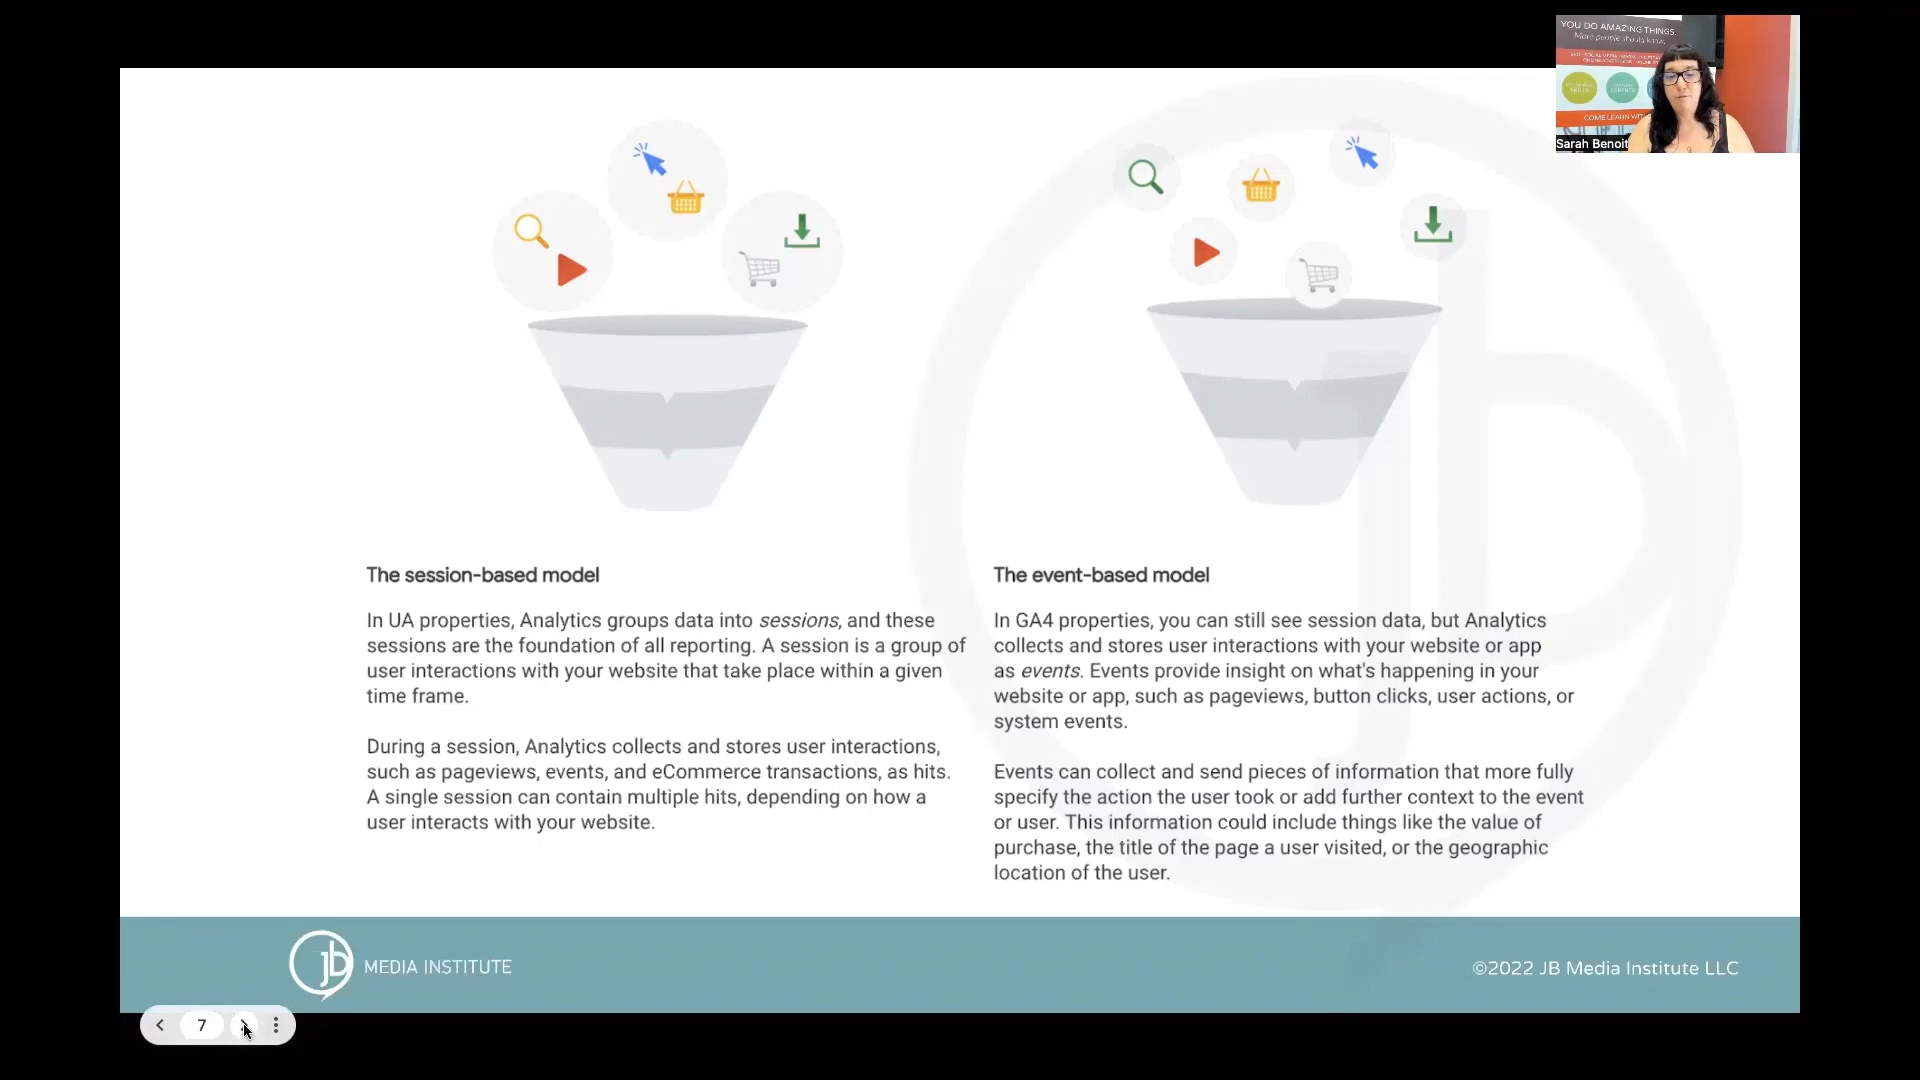 YOU DO AMAZING THINGS.
More people should know.
COME LEARN WIT
Sarah Benoit
The session-based model
In UA properties, Analytics groups data into sessions, and these
sessions are the foundation of all reporting. A session is a group of
user interactions with your website that take place within a given
time frame.
During a session, Analytics collects and stores user interactions,
such as pageviews, events, and eCommerce transactions, as hits.
A single session can contain multiple hits, depending on how a
user interacts with your website.
The event-based model
In GA4 properties, you can still see session data, but Analytics
collects and stores user interactions with your website or app
as events. Events provide insight on what's happening in your
website or app, such as pageviews, button clicks, user actions, or
system events.
Events can collect and send pieces of information that more fully
specify the action the user took or add further context to the event
or user. This information could include things like the value of
purchase, the title of the page a user visited, or the geographic
location of the user.
jb MEDIA INSTITUTE
©2022 JB Media Institute LLC
7